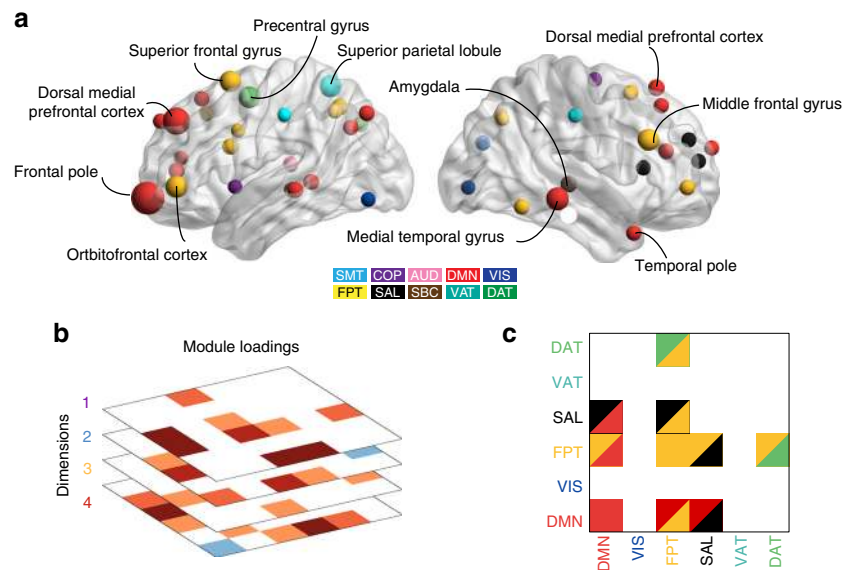 a
Precentral gyrus
Superior frontal gyrus
Superior parietal lobule
Dorsal medial prefrontal cortex
Amygdala
Dorsal medial
prefrontal cortex
Middle frontal gyrus
Frontal pole
Ortbitofrontal cortex
Medial temporal gyrus
Temporal pole
SMT COP AUD DMN VIS
FPT SAL SBC VAT DAT
b
Module loadings
Dimensions
1
2
3
4
c
DAT
VAT
SAL
FPT
VIS
DMN
DMN VIS FPT SAL VAT DAT